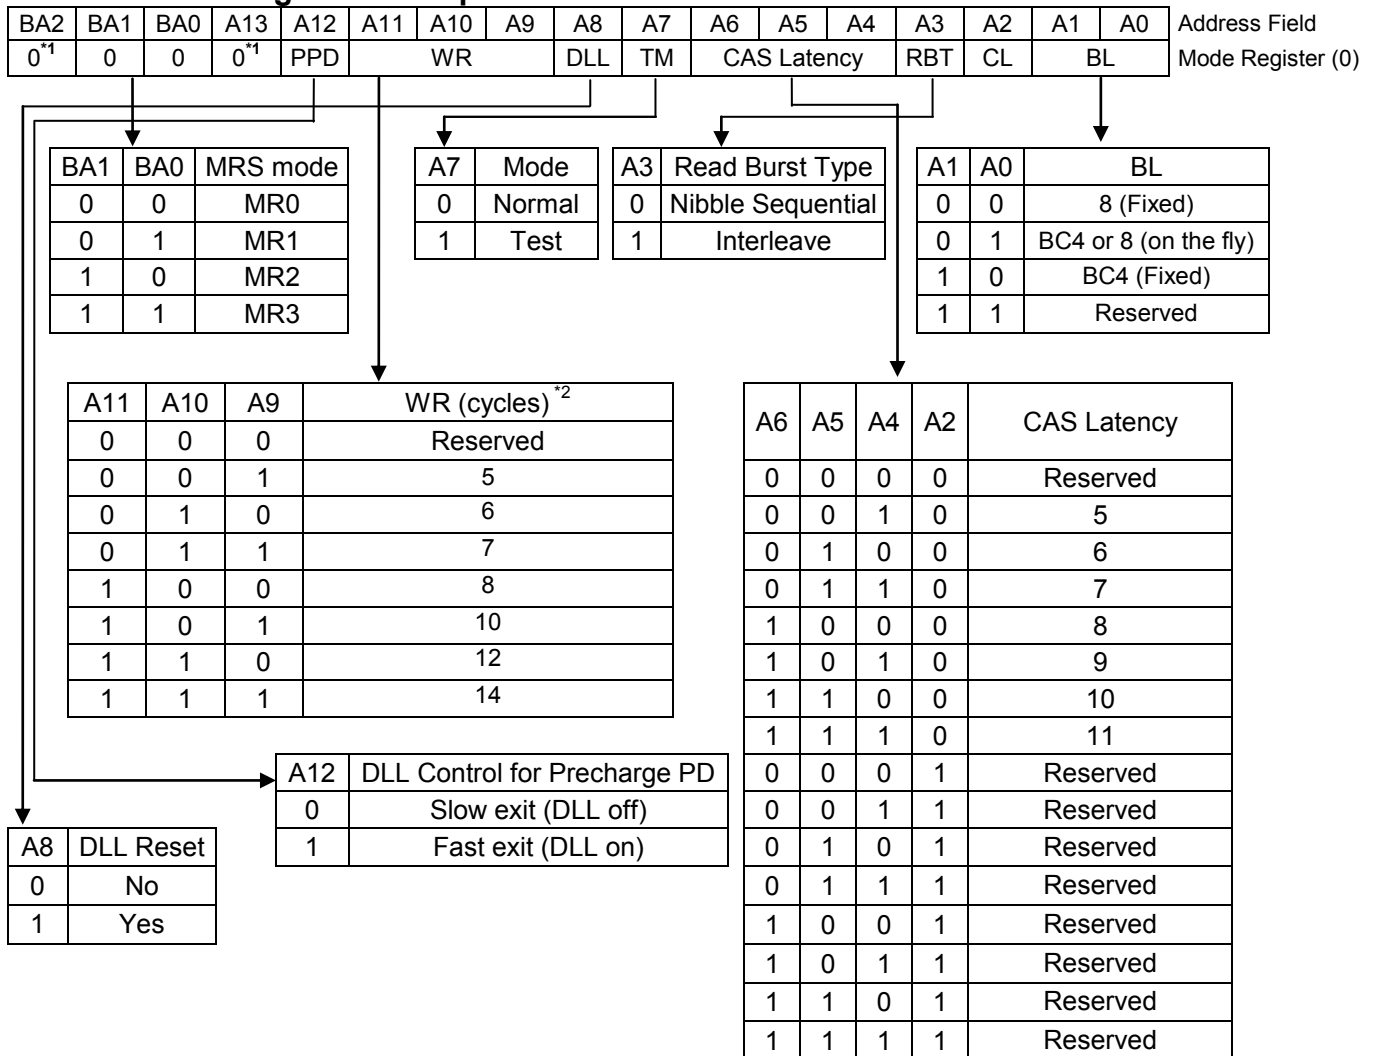 BA2 BA1 BA0 A13 A12 A11 A10 A9 A8 A7 A6 A5 A4 A3 A2 A1 A0 Address Field
0*1 0 0 0*1 PPD WR DLL TM CAS Latency RBT CL BL Mode Register (0)
BA1 BA0 MRS mode
0 0 MR0
0 1 MR1
1 0 MR2
1 1 MR3
A7 Mode
0 Normal
1 Test
A3 Read Burst Type
0 Nibble Sequential
1 Interleave
A1 A0 BL
0 0 8 (Fixed)
0 1 BC4 or 8 (on the fly)
1 0 BC4 (Fixed)
1 1 Reserved
A11 A10 A9 WR (cycles) *2
0 0 0 Reserved
0 0 1 5
0 1 0 6
0 1 1 7
1 0 0 8
1 0 1 10
1 1 0 12
1 1 1 14
A6 A5 A4 A2 CAS Latency
0 0 0 0 Reserved
0 0 1 0 5
0 1 0 0 6
0 1 1 0 7
1 0 0 0 8
1 0 1 0 9
1 1 0 0 10
1 1 1 0 11
0 0 0 1 Reserved
0 0 1 1 Reserved
0 1 0 1 Reserved
0 1 1 1 Reserved
1 0 0 1 Reserved
1 0 1 1 Reserved
1 1 0 1 Reserved
1 1 1 1 Reserved
A12 DLL Control for Precharge PD
0 Slow exit (DLL off)
1 Fast exit (DLL on)
A8 DLL Reset
0 No
1 Yes